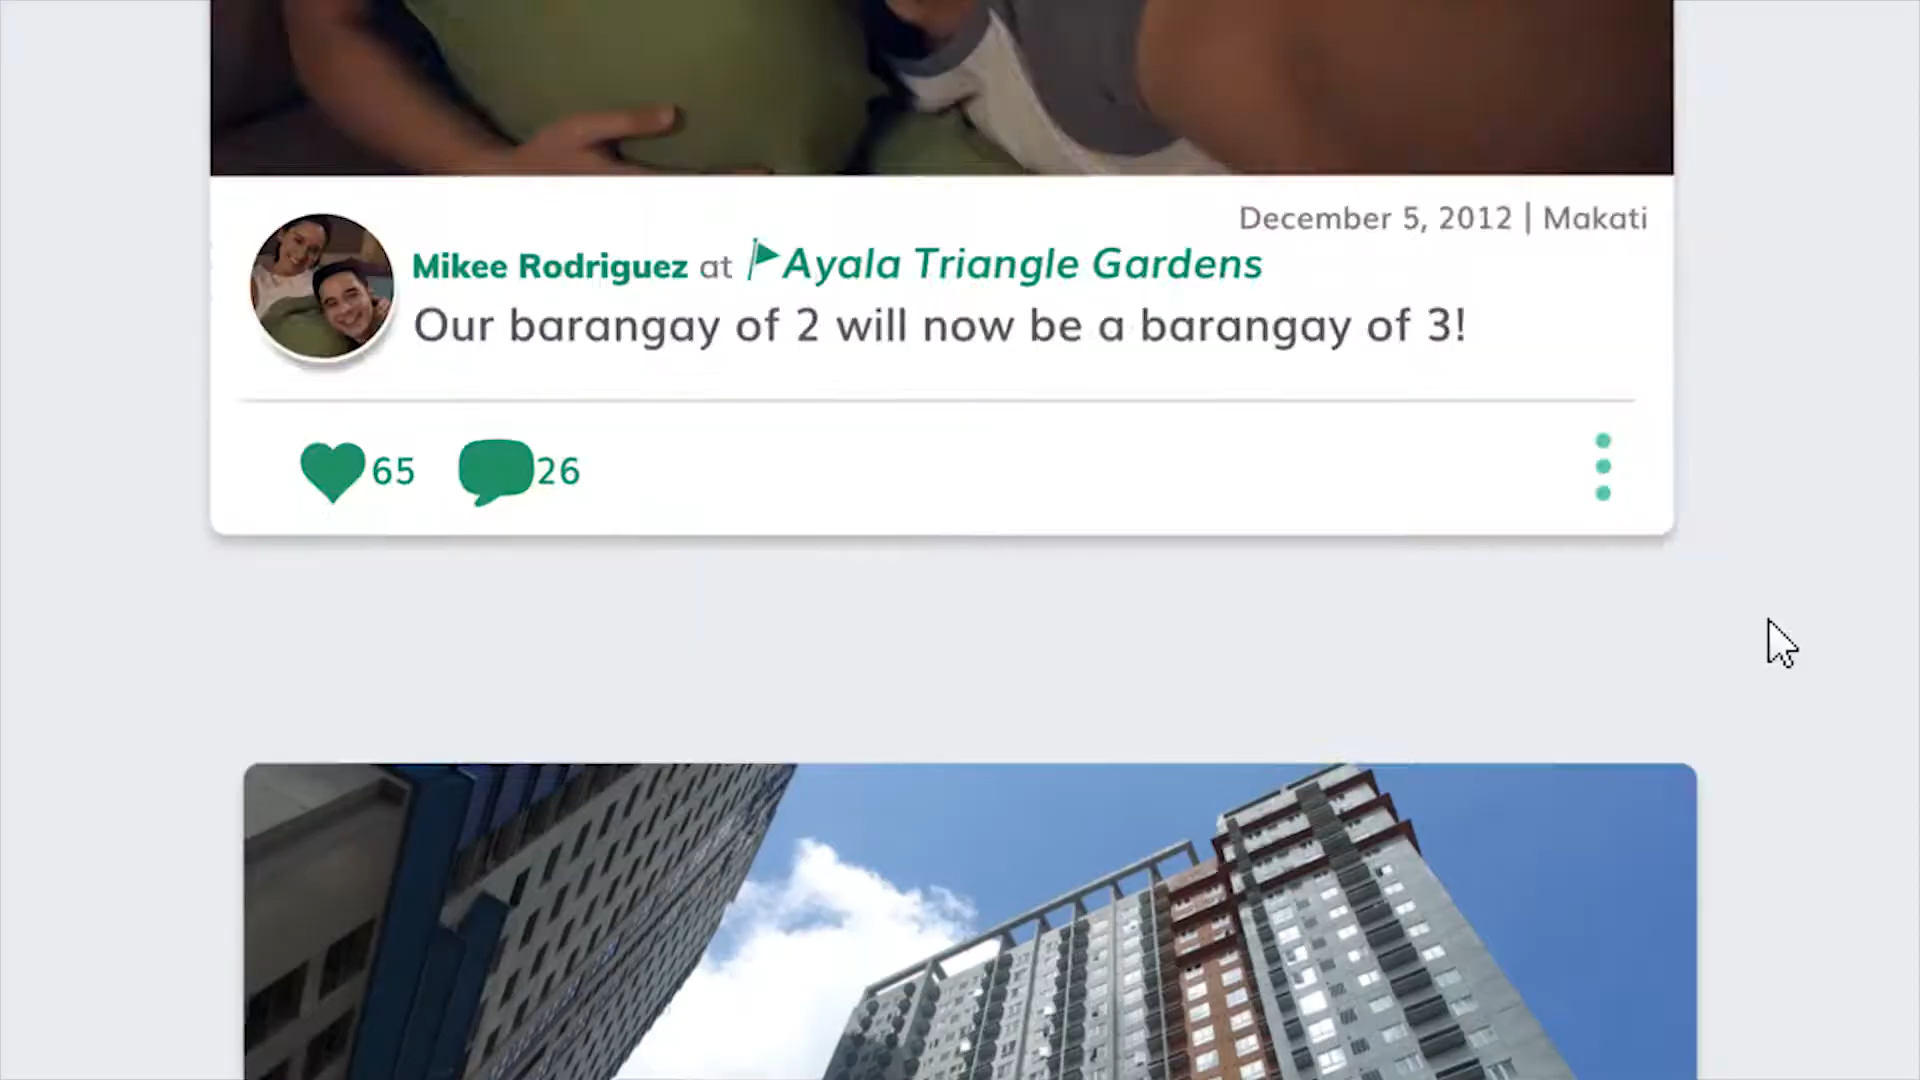 December 5, 2012 | Makati
Mikee Rodriguez at Ayala Triangle Gardens
Our barangay of 2 will now be a barangay of 3!
65 26